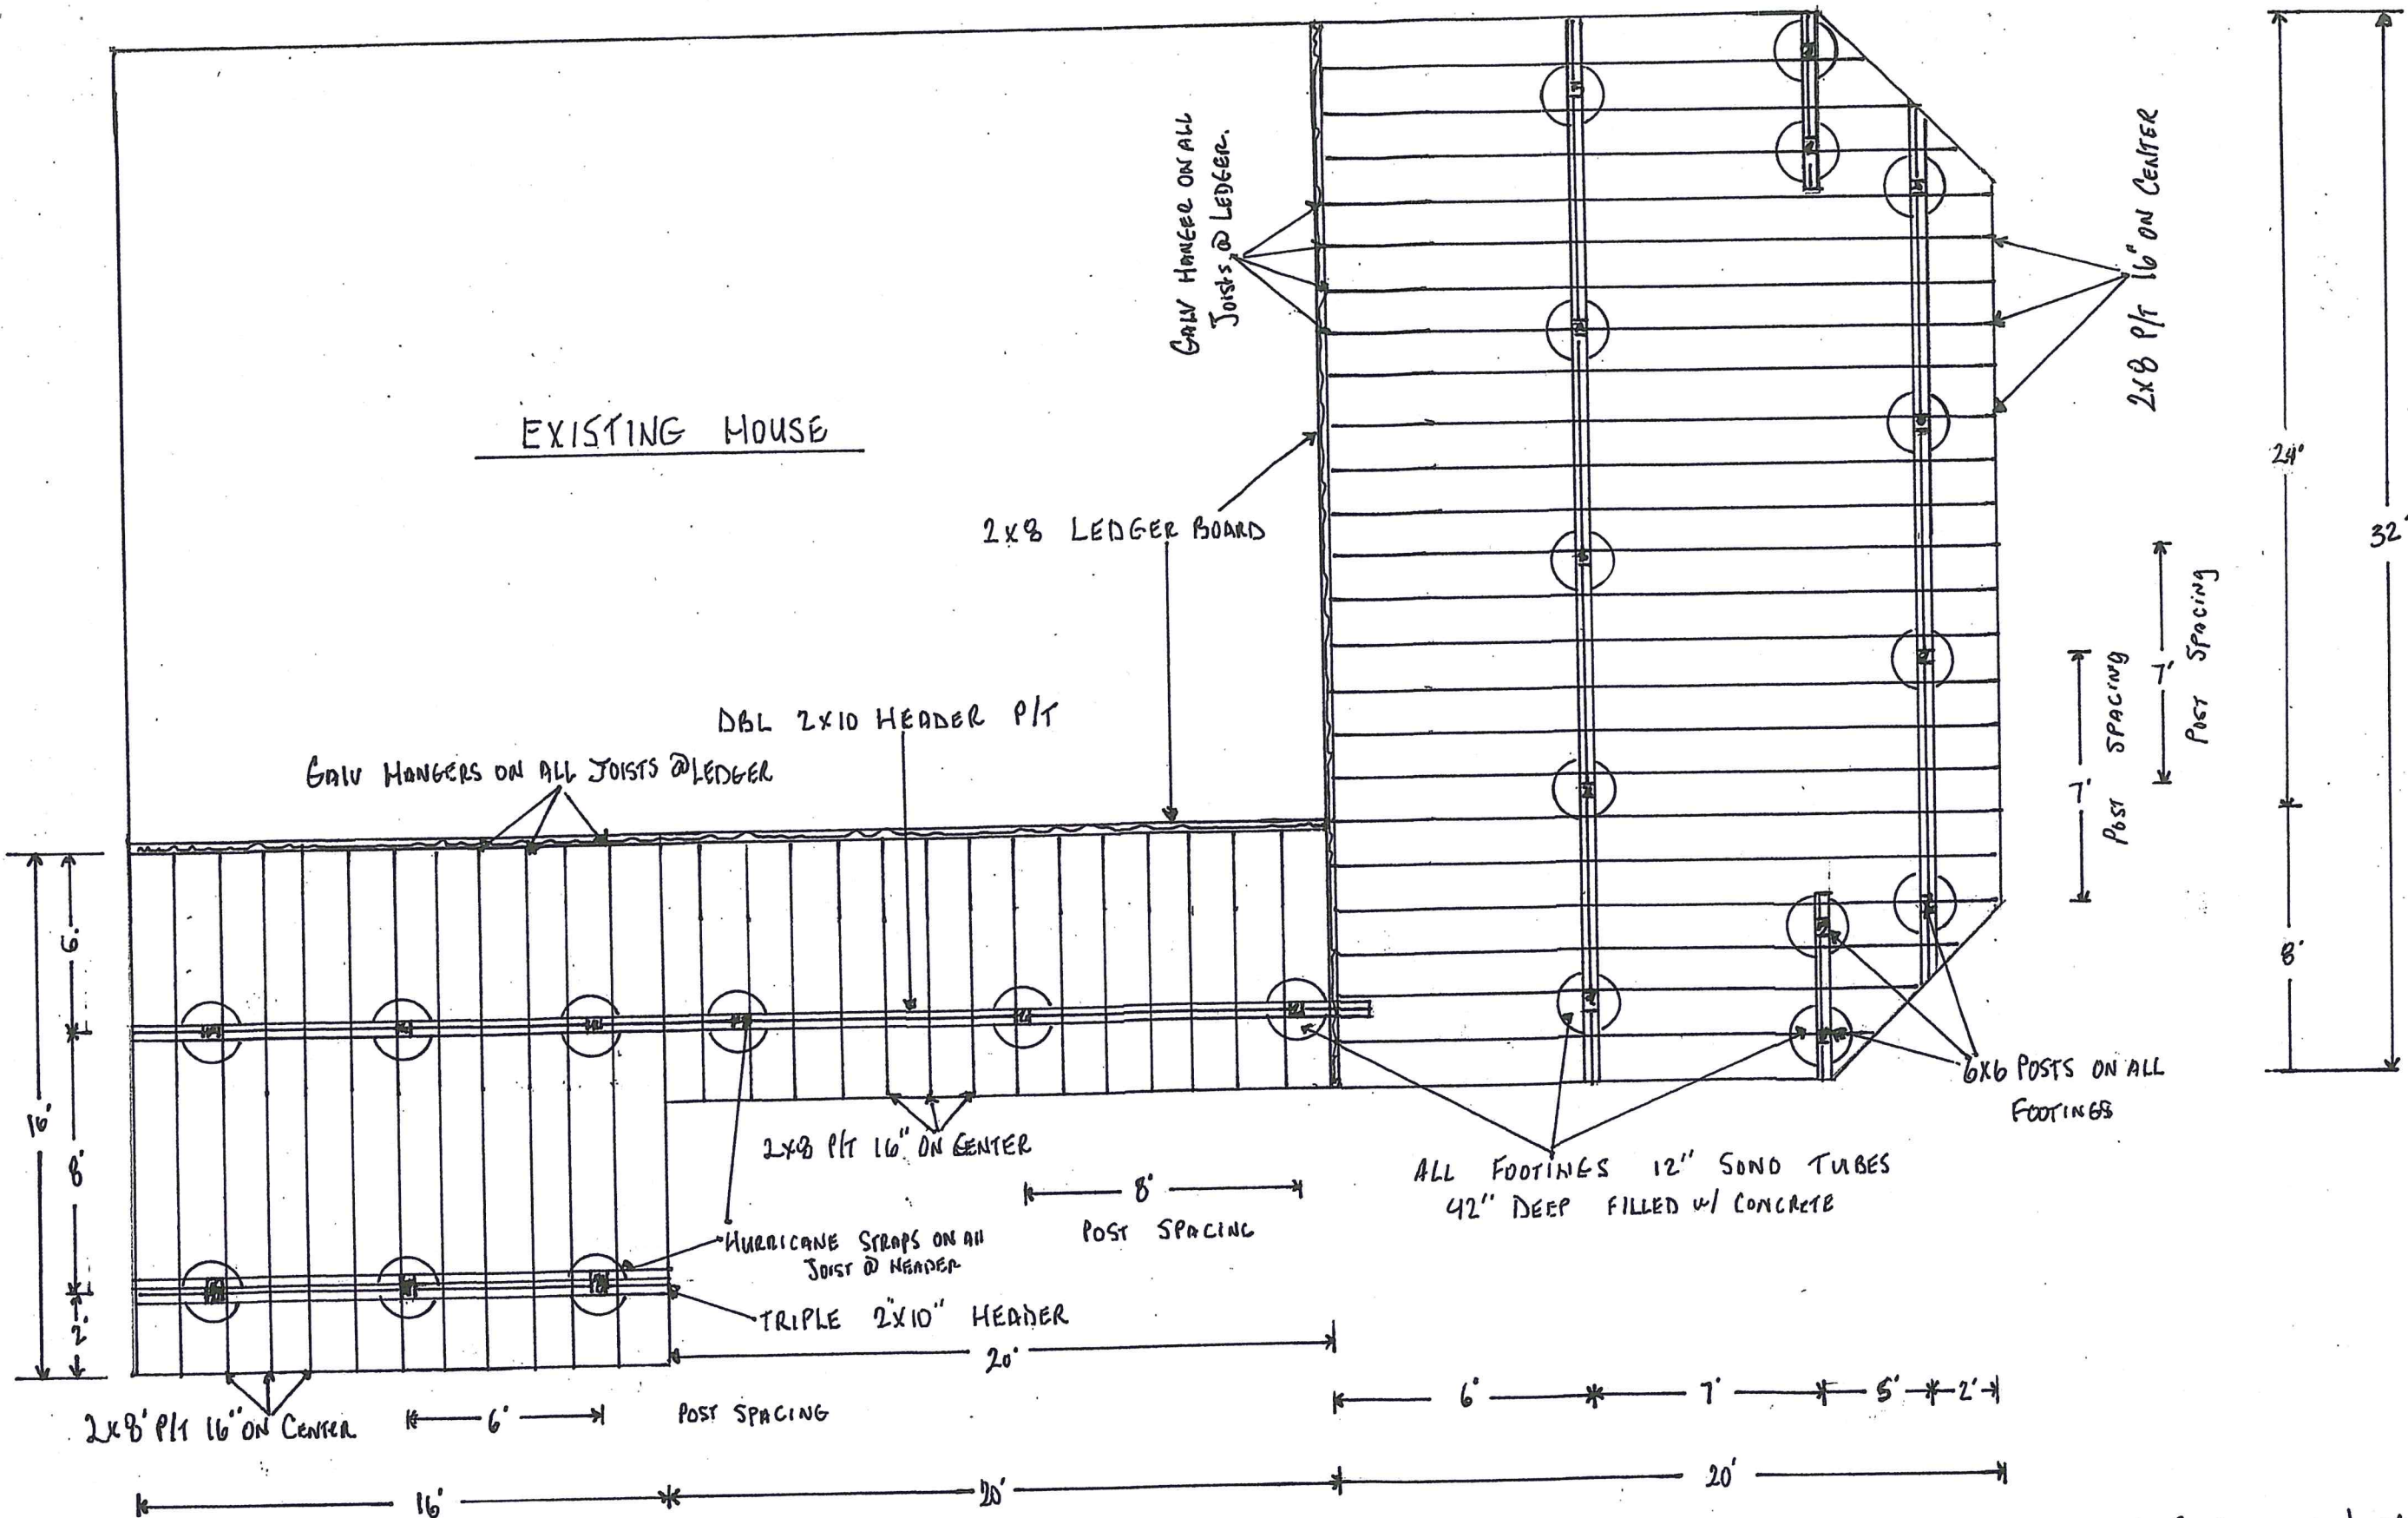 GALV HANGER ON ALL
JOISTS @ LEDGER.
2X8 P/T 16" ON CENTER
24'
32'
EXISTING HOUSE
2X8 LEDGER BOARD
7'
POST SPACING
7'
POST SPACING
DBL 2X10 HEADER P/T
GALV HANGERS ON ALL JOISTS @LEDGER
6'
8'
16'
8'
2'
6X6 POSTS ON ALL
FOOTINGS
2X8 P/T 16" ON CENTER
ALL FOOTINGS 12" SONO TUBES
42" DEEP FILLED W/ CONCRETE
8'
POST SPACING
HURRICANE STRAPS ON All
JOIST @ HEADER
TRIPLE 2"X10" HEADER
20'
6'
7'
5'
2'
2X8' P/T 16" ON CENTER
6'
POST SPACING
16'
20'
20'